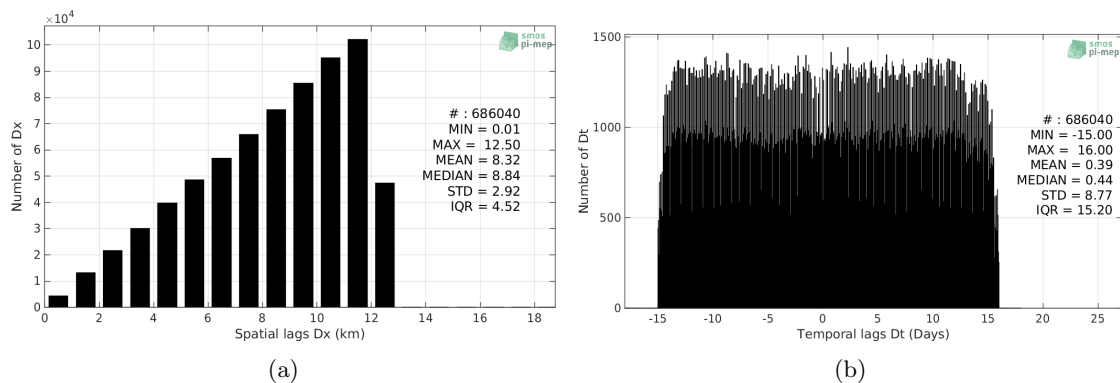 ×10⁴
10
9
8
7
6
5
4
3
2
1
0
Number of Dx
0 2 4 6 8 10 12 14 16 18
Spatial lags Dx (km)
smos
pi-mep
# : 686040
MIN = 0.01
MAX = 12.50
MEAN = 8.32
MEDIAN = 8.84
STD = 2.92
IQR = 4.52
(a)
1500
1000
500
0
Number of Dt
-15 -10 -5 0 5 10 15 20 25
Temporal lags Dt (Days)
smos
pi-mep
# : 686040
MIN = -15.00
MAX = 16.00
MEAN = 0.39
MEDIAN = 0.44
STD = 8.77
IQR = 15.20
(b)